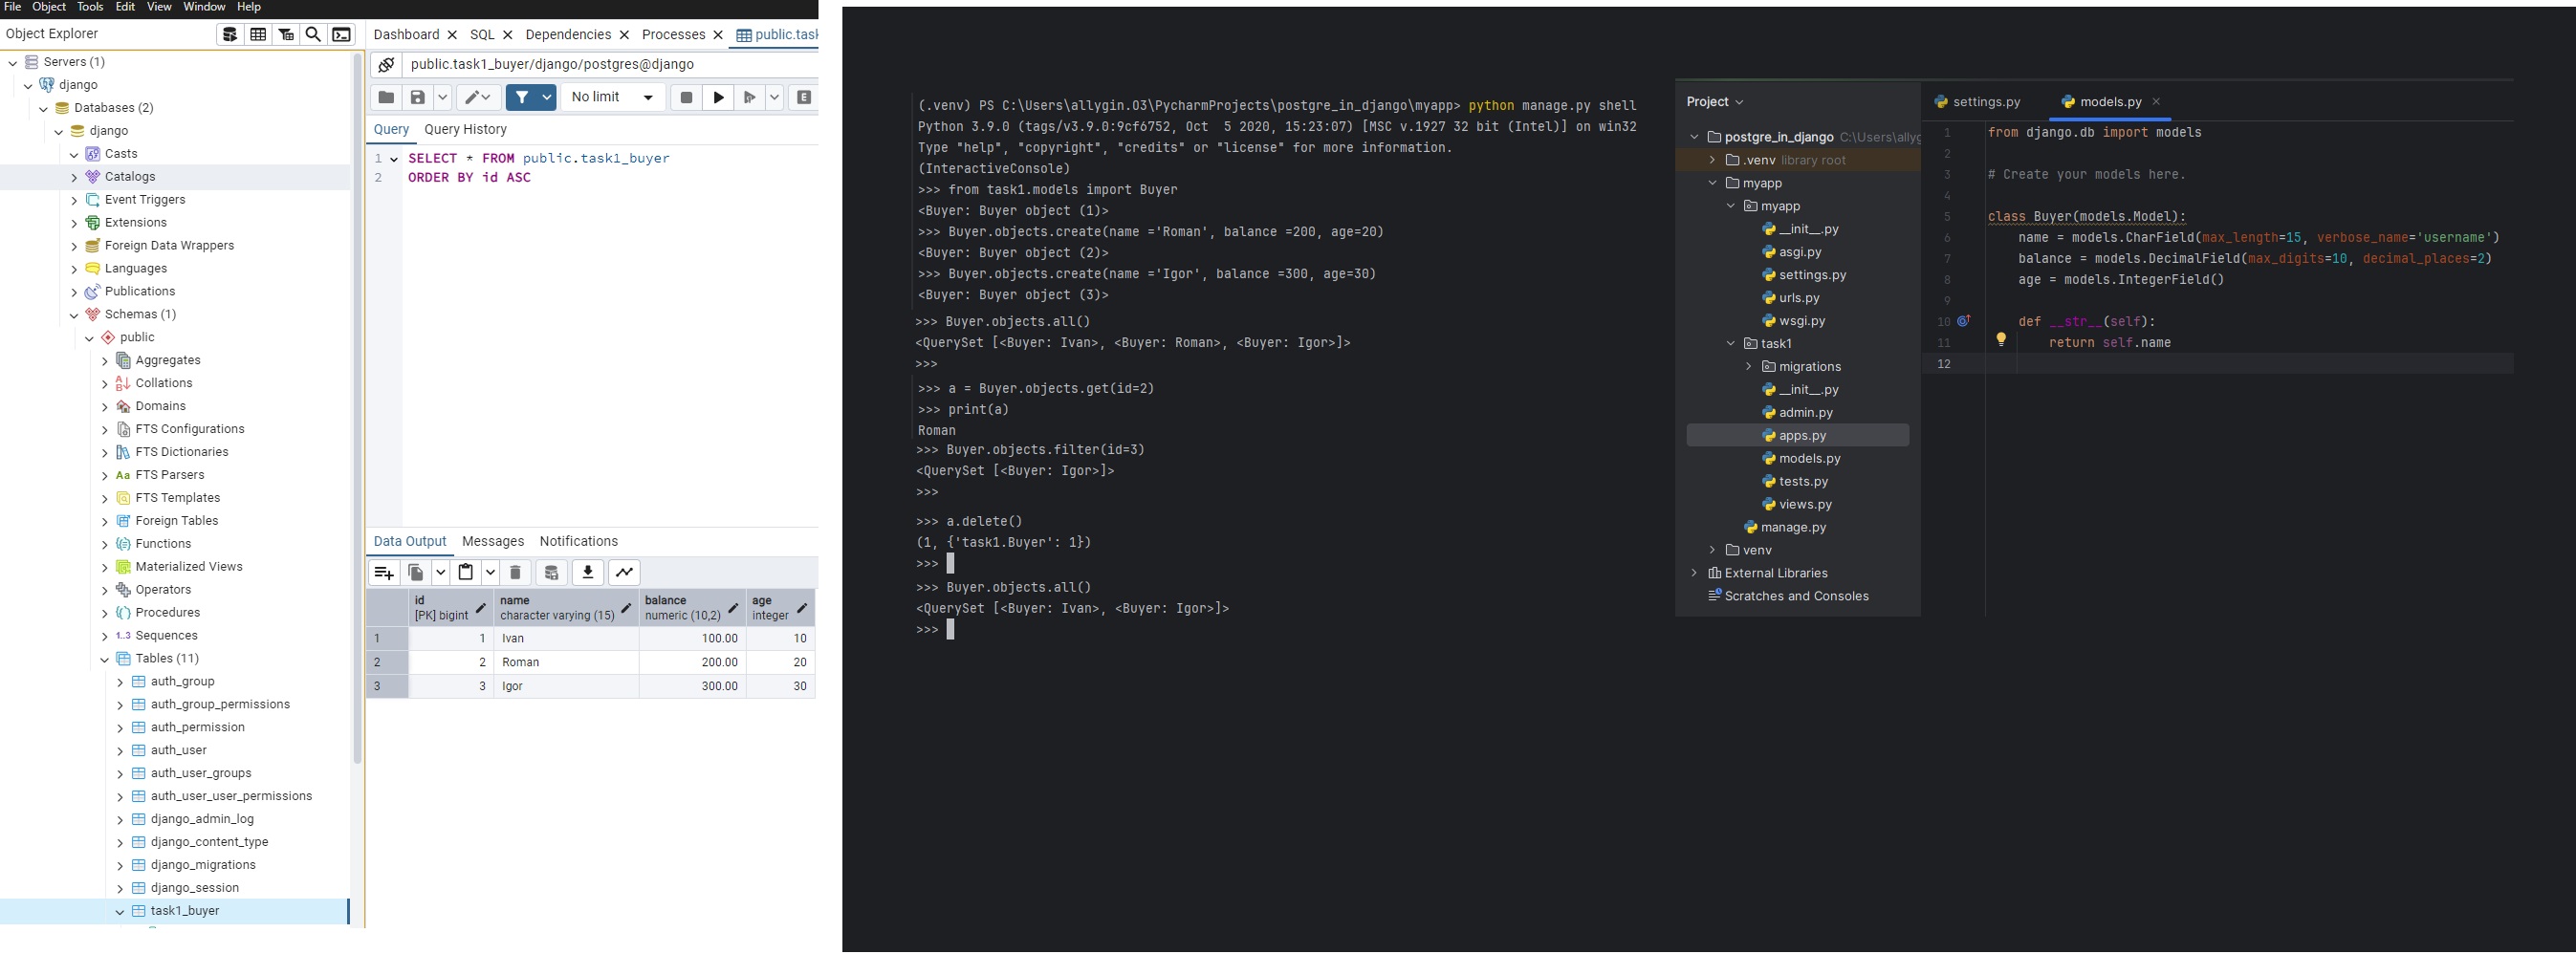 File Object Tools Edit View Window Help
Object Explorer
Servers (1)
django
Databases (2)
django
Casts
Catalogs
Event Triggers
Extensions
Foreign Data Wrappers
Languages
Publications
Schemas (1)
public
Aggregates
Collations
Domains
FTS Configurations
FTS Dictionaries
Aa FTS Parsers
FTS Templates
Foreign Tables
Functions
Materialized Views
Operators
Procedures
1..3 Sequences
Tables (11)
auth_group
auth_group_permissions
auth_permission
auth_user
auth_user_groups
auth_user_user_permissions
django_admin_log
django_content_type
django_migrations
django_session
task1_buyer
Dashboard SQL Dependencies Processes public.task
public.task1_buyer/django/postgres@django
No limit E
Query Query History
1 SELECT * FROM public.task1_buyer
2 ORDER BY id ASC
Data Output Messages Notifications
id name balance age
[PK] bigint character varying (15) numeric (10,2) integer
1 1 Ivan 100.00 10
2 2 Roman 200.00 20
3 3 Igor 300.00 30
(.venv) PS C:\Users\allygin.03\PycharmProjects\postgre_in_django\myapp> python manage.py shell
Python 3.9.0 (tags/v3.9.0:9cf6752, Oct  5 2020, 15:23:07) [MSC v.1927 32 bit (Intel)] on win32
Type "help", "copyright", "credits" or "license" for more information.
(InteractiveConsole)
>>> from task1.models import Buyer
<Buyer: Buyer object (1)>
>>> Buyer.objects.create(name ='Roman', balance =200, age=20)
<Buyer: Buyer object (2)>
>>> Buyer.objects.create(name ='Igor', balance =300, age=30)
<Buyer: Buyer object (3)>
>>> Buyer.objects.all()
<QuerySet [<Buyer: Ivan>, <Buyer: Roman>, <Buyer: Igor>]>
>>>
>>> a = Buyer.objects.get(id=2)
>>> print(a)
Roman
>>> Buyer.objects.filter(id=3)
<QuerySet [<Buyer: Igor>]>
>>>
>>> a.delete()
(1, {'task1.Buyer': 1})
>>>
>>> Buyer.objects.all()
<QuerySet [<Buyer: Ivan>, <Buyer: Igor>]>
>>>
Project
postgre_in_django C:\Users\allyg
.venv library root
myapp
myapp
__init__.py
asgi.py
settings.py
urls.py
wsgi.py
task1
migrations
__init__.py
admin.py
apps.py
models.py
tests.py
views.py
manage.py
venv
External Libraries
Scratches and Consoles
settings.py models.py
1 from django.db import models
2
3 # Create your models here.
4
5 class Buyer(models.Model):
6 name = models.CharField(max_length=15, verbose_name='username')
7 balance = models.DecimalField(max_digits=10, decimal_places=2)
8 age = models.IntegerField()
9
10 def __str__(self):
11 return self.name
12